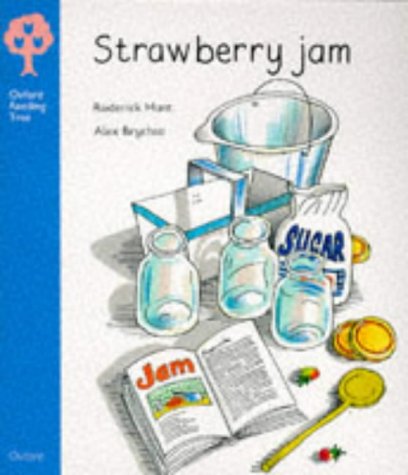 Strawberry jam
Oxford
Reading
Tree
Roderick Hunt
Alex Brychta
SUGAR
Jam
Oxford